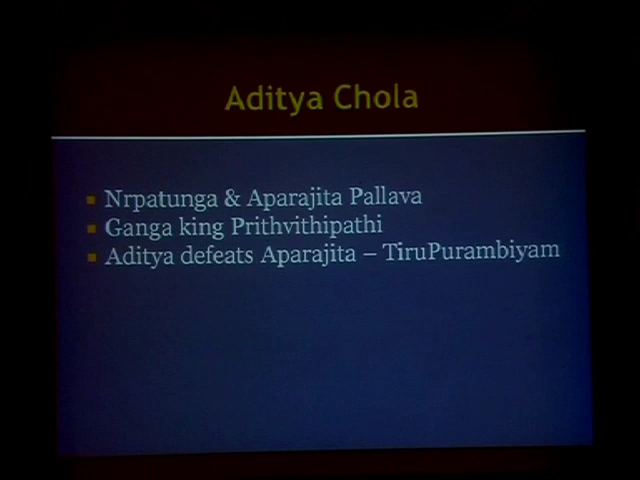 Aditya Chola
Nrpatunga & Aparajita Pallava
Ganga king Prithvithipathi
Aditya defeats Aparajita – TiruPurambiyam